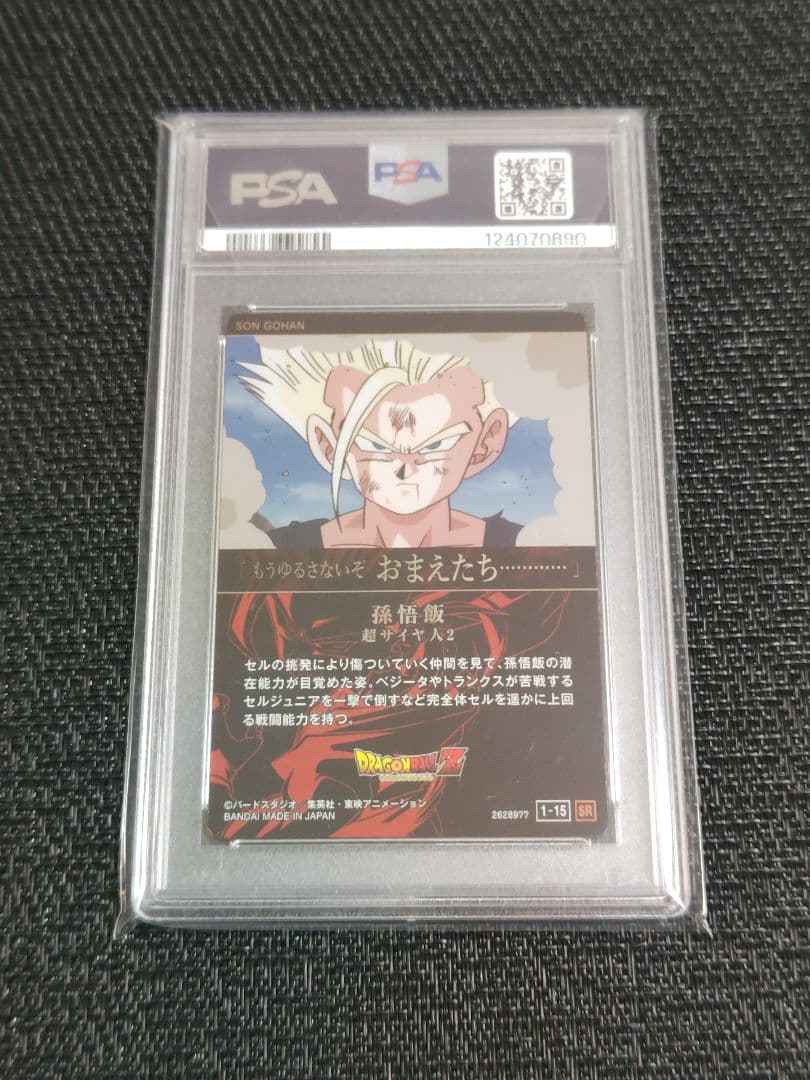 PSA
PSA
124070890
SON GOHAN
「もうゆるさないぞ おまえたち…………」
孫悟飯
超サイヤ人2
セルの挑発により傷ついていく仲間を見て、孫悟飯の潜
在能力が目覚めた姿。ベジータやトランクスが苦戦する
セルジュニアを一撃で倒すなど完全体セルを遥かに上回
る戦闘能力を持つ。
DRAGONBALL Z
©バードスタジオ 集英社・東映アニメーション
BANDAI MADE IN JAPAN
2628977 1-15 SR